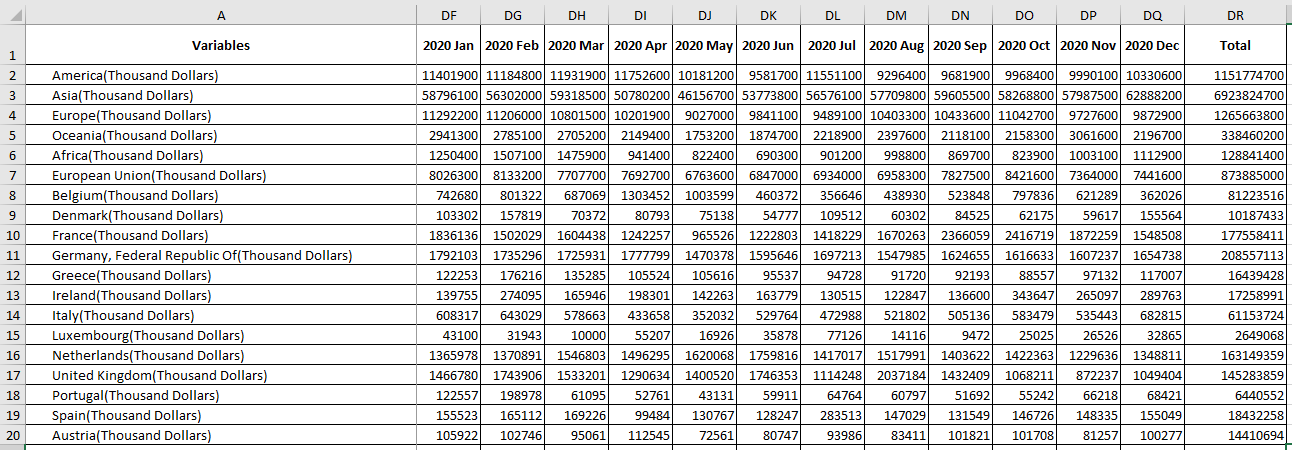 A DF DG DH DI DJ DK DL DM DN DO DP DQ DR
1 Variables 2020 Jan 2020 Feb 2020 Mar 2020 Apr 2020 May 2020 Jun 2020 Jul 2020 Aug 2020 Sep 2020 Oct 2020 Nov 2020 Dec Total
2 America(Thousand Dollars) 11401900 11184800 11931900 11752600 10181200 9581700 11551100 9296400 9681900 9968400 9990100 10330600 1151774700
3 Asia(Thousand Dollars) 58796100 56302000 59318500 50780200 46156700 53773800 56576100 57709800 59605500 58268800 57987500 62888200 6923824700
4 Europe(Thousand Dollars) 11292200 11206000 10801500 10201900 9027000 9841100 9489100 10403300 10433600 11042700 9727600 9872900 1265663800
5 Oceania(Thousand Dollars) 2941300 2785100 2705200 2149400 1753200 1874700 2218900 2397600 2118100 2158300 3061600 2196700 338460200
6 Africa(Thousand Dollars) 1250400 1507100 1475900 941400 822400 690300 901200 998800 869700 823900 1003100 1112900 128841400
7 European Union(Thousand Dollars) 8026300 8133200 7707700 7692700 6763600 6847000 6934000 6958300 7827500 8421600 7364000 7441600 873885000
8 Belgium(Thousand Dollars) 742680 801322 687069 1303452 1003599 460372 356646 438930 523848 797836 621289 362026 81223516
9 Denmark(Thousand Dollars) 103302 157819 70372 80793 75138 54777 109512 60302 84525 62175 59617 155564 10187433
10 France(Thousand Dollars) 1836136 1502029 1604438 1242257 965526 1222803 1418229 1670263 2366059 2416719 1872259 1548508 177558411
11 Germany, Federal Republic Of(Thousand Dollars) 1792103 1735296 1725931 1777799 1470378 1595646 1697213 1547985 1624655 1616633 1607237 1654738 208557113
12 Greece(Thousand Dollars) 122253 176216 135285 105524 105616 95537 94728 91720 92193 88557 97132 117007 16439428
13 Ireland(Thousand Dollars) 139755 274095 165946 198301 142263 163779 130515 122847 136600 343647 265097 289763 17258991
14 Italy(Thousand Dollars) 608317 643029 578663 433658 352032 529764 472988 521802 505136 583479 535443 682815 61153724
15 Luxembourg(Thousand Dollars) 43100 31943 10000 55207 16926 35878 77126 14116 9472 25025 26526 32865 2649068
16 Netherlands(Thousand Dollars) 1365978 1370891 1546803 1496295 1620068 1759816 1417017 1517991 1403622 1422363 1229636 1348811 163149359
17 United Kingdom(Thousand Dollars) 1466780 1743906 1533201 1290634 1400520 1746353 1114248 2037184 1432409 1068211 872237 1049404 145283859
18 Portugal(Thousand Dollars) 122557 198978 61095 52761 43131 59911 64764 60797 51692 55242 66218 68421 6440552
19 Spain(Thousand Dollars) 155523 165112 169226 99484 130767 128247 283513 147029 131549 146726 148335 155049 18432258
20 Austria(Thousand Dollars) 105922 102746 95061 112545 72561 80747 93986 83411 101821 101708 81257 100277 14410694